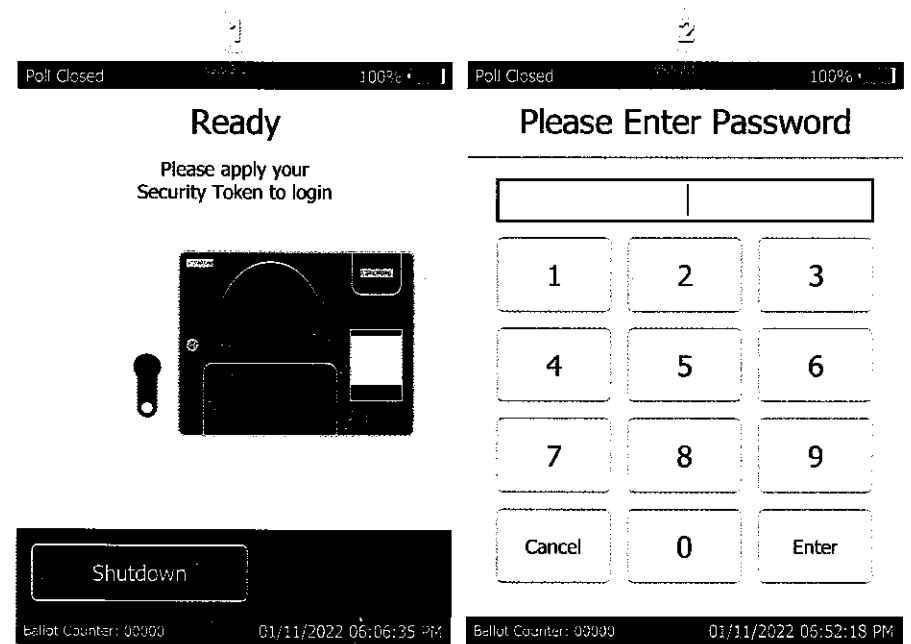 1
Poll Closed
100%
Ready
Please apply your
Security Token to login
Shutdown
Ballot Counter: 00000
01/11/2022 06:06:35 PM
2
Poll Closed
100%
Please Enter Password
1 2 3
4 5 6
7 8 9
Cancel 0 Enter
Ballot Counter: 00000
01/11/2022 05:52:18 PM